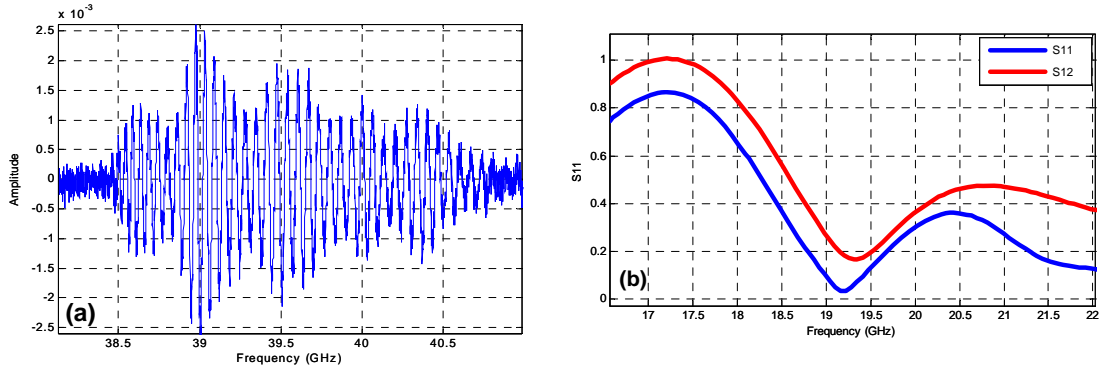 x 10⁻³
2.5
2
1.5
1
0.5
0
-0.5
-1
-1.5
-2
-2.5
Amplitude
(a)
38.5 39 39.5 40 40.5
Frequency (GHz)
1
0.8
0.6
0.4
0.2
0
S11
S11
S12
(b)
17 17.5 18 18.5 19 19.5 20 20.5 21 21.5 22
Frequency (GHz)